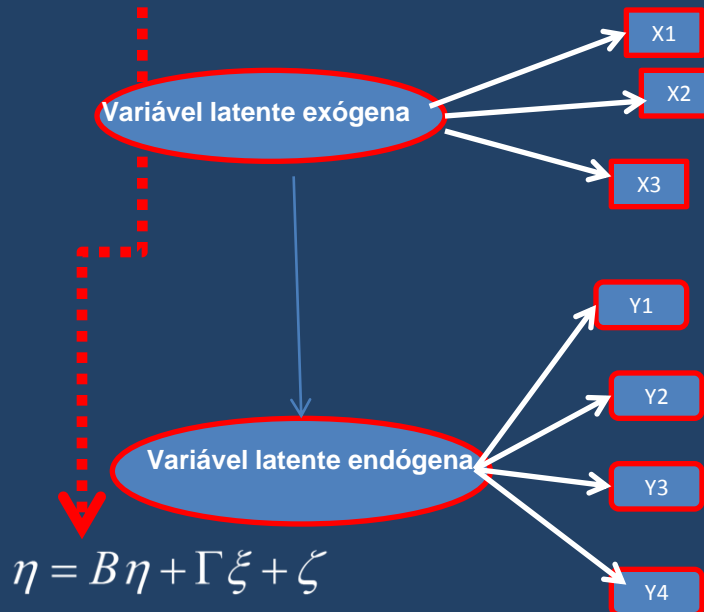 X1
Variável latente exógena
X2
X3
Y1
Y2
Variável latente endógena
Y3
η = Bη + Γξ + ζ
Y4